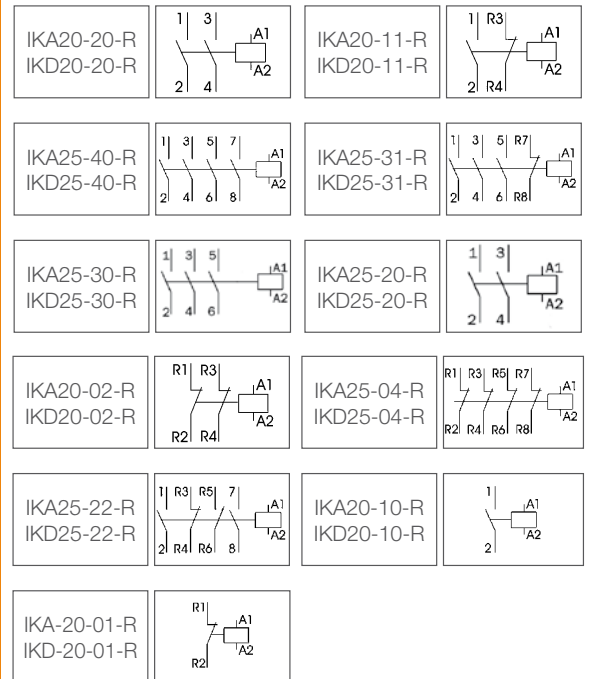 IKA20-20-R
IKD20-20-R
1 3
A1
A2
2 4
IKA20-11-R
IKD20-11-R
1 R3
A1
A2
2 R4
IKA25-40-R
IKD25-40-R
1 3 5 7
A1
A2
2 4 6 8
IKA25-31-R
IKD25-31-R
1 3 5 R7
A1
A2
2 4 6 R8
IKA25-30-R
IKD25-30-R
1 3 5
A1
A2
2 4 6
IKA25-20-R
IKD25-20-R
1 3
A1
A2
2 4
IKA20-02-R
IKD20-02-R
R1 R3
A1
A2
R2 R4
IKA25-04-R
IKD25-04-R
R1 R3 R5 R7
A1
A2
R2 R4 R6 R8
IKA25-22-R
IKD25-22-R
1 R3 R5 7
A1
A2
2 R4 R6 8
IKA20-10-R
IKD20-10-R
1
A1
A2
2
IKA-20-01-R
IKD-20-01-R
R1
A1
A2
R2